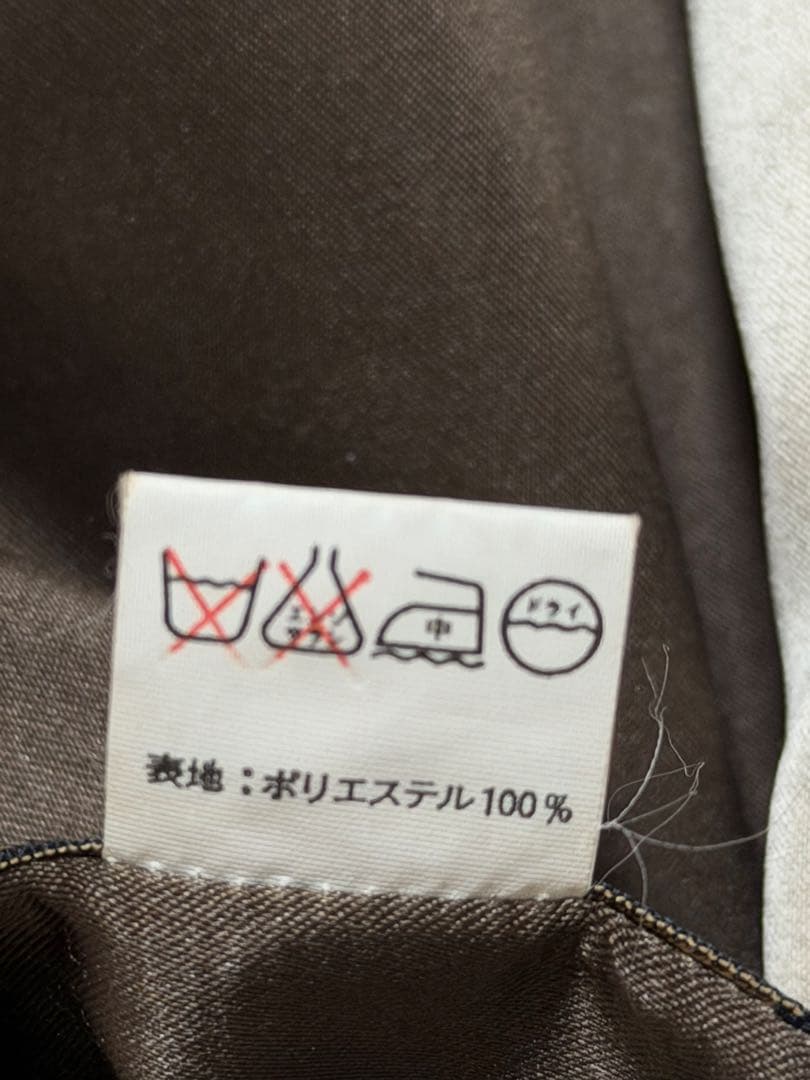 エンソ
サラシ
中
ドライ
表地：ポリエステル100%